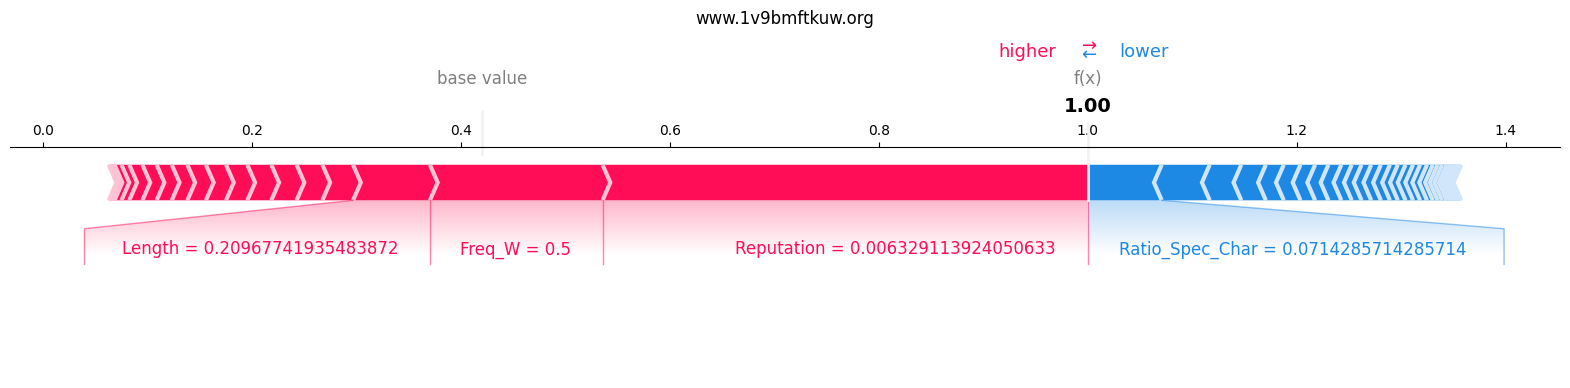 www.1v9bmftkuw.org
higher ⇄ lower
base value f(x)
1.00
0.0 0.2 0.4 0.6 0.8 1.0 1.2 1.4
Length = 0.20967741935483872 Freq_W = 0.5 Reputation = 0.006329113924050633 Ratio_Spec_Char = 0.0714285714285714